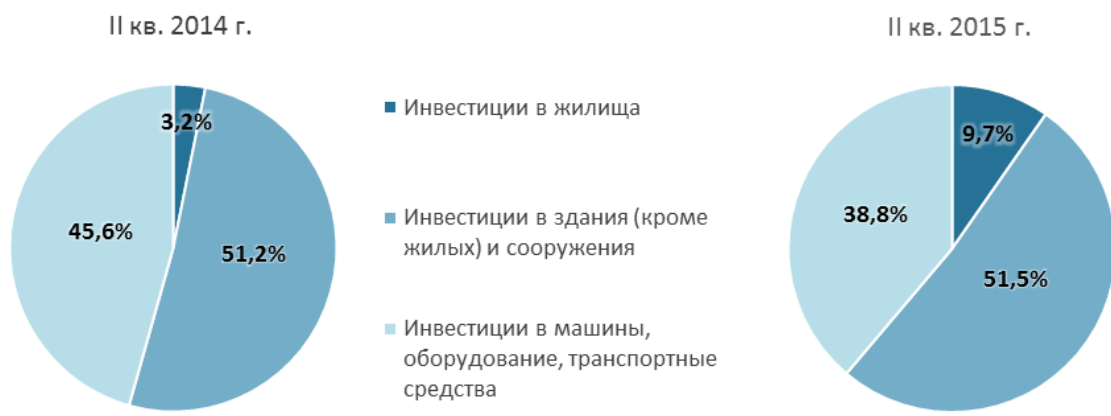 II кв. 2014 г.
II кв. 2015 г.
3,2%
45,6%
51,2%
Инвестиции в жилища
Инвестиции в здания (кроме
жилых) и сооружения
Инвестиции в машины,
оборудование, транспортные
средства
9,7%
38,8%
51,5%